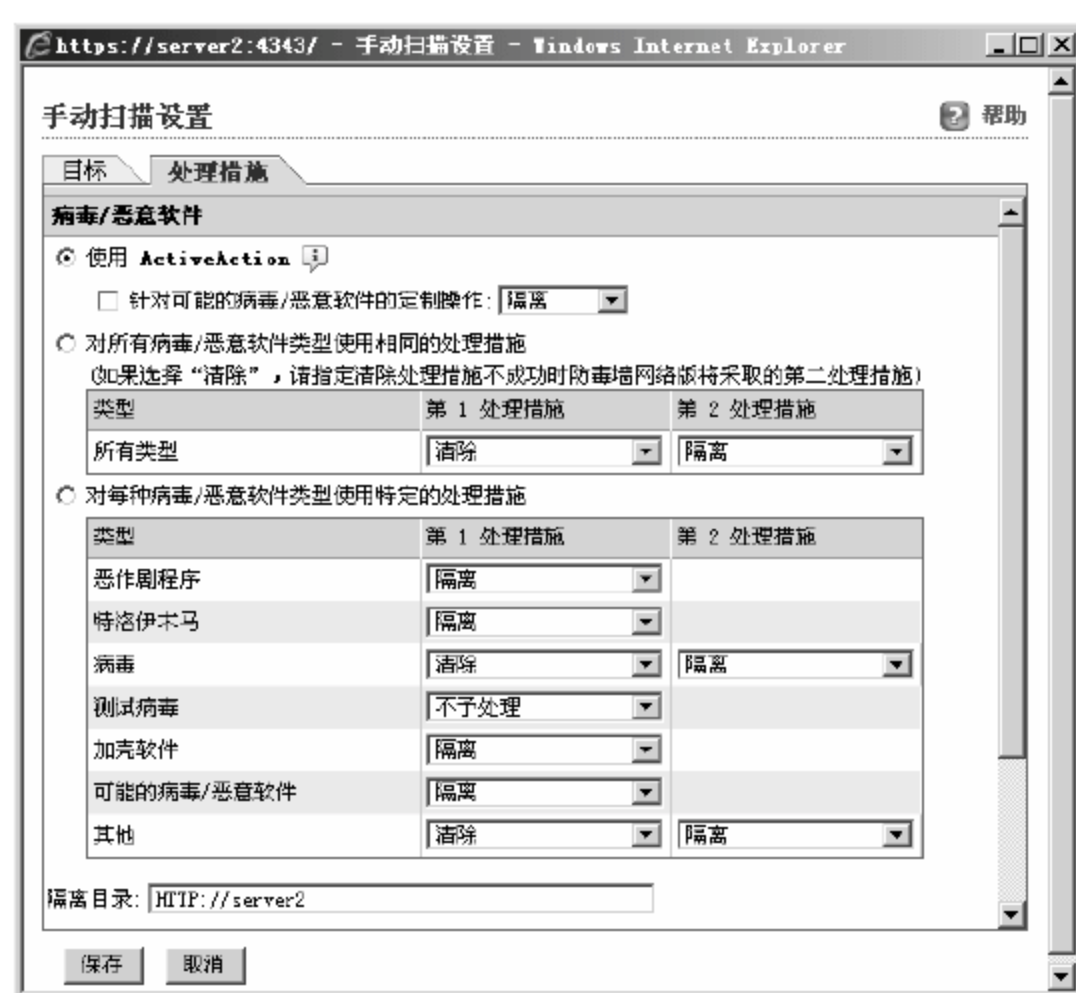 https://server2:4343/ - 手动扫描设置 - Windows Internet Explorer
手动扫描设置
帮助
目标
处理措施
病毒/恶意软件
使用 ActiveAction
针对可能的病毒/恶意软件的定制操作: 隔离
对所有病毒/恶意软件类型使用相同的处理措施
(如果选择“清除”，请指定清除处理措施不成功时防毒墙网络版将采取的第二处理措施)
类型 第 1 处理措施 第 2 处理措施
所有类型 清除 隔离
对每种病毒/恶意软件类型使用特定的处理措施
类型 第 1 处理措施 第 2 处理措施
恶作剧程序 隔离
特洛伊木马 隔离
病毒 清除 隔离
测试病毒 不予处理
加壳软件 隔离
可能的病毒/恶意软件 隔离
其他 清除 隔离
隔离目录: HTTP://server2
保存 取消